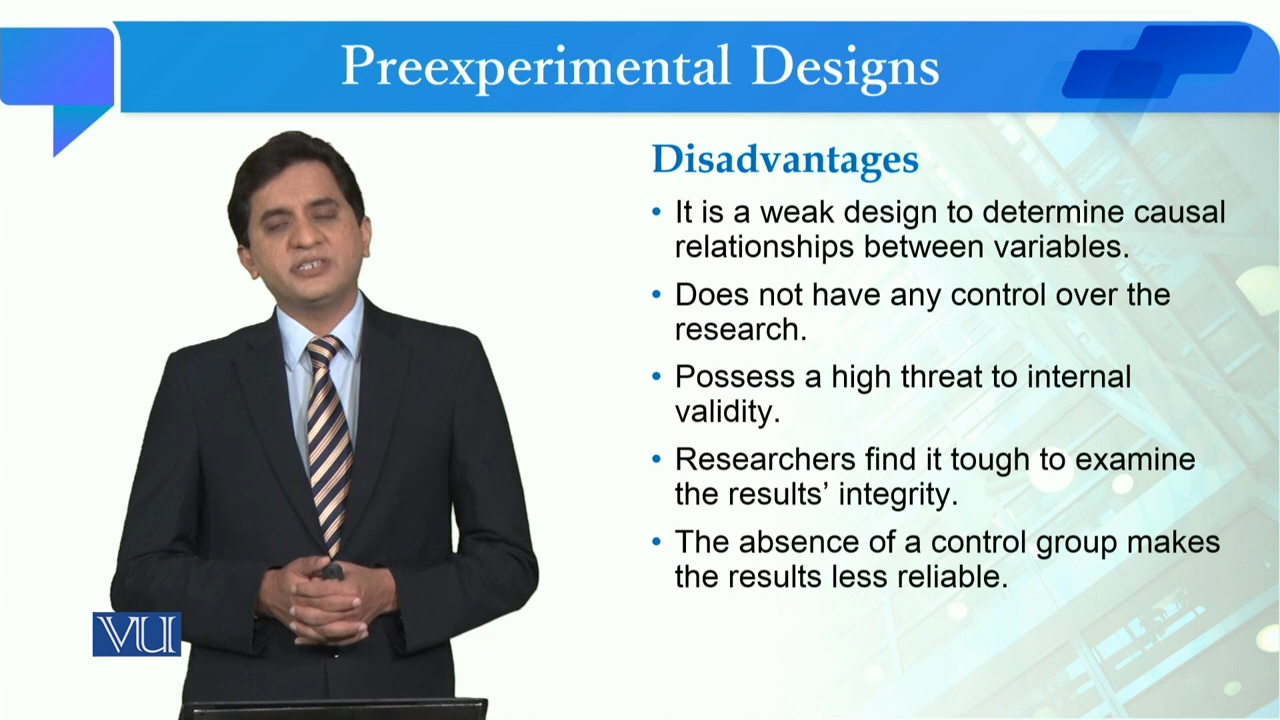 Preexperimental Designs
Disadvantages
• It is a weak design to determine causal
relationships between variables.
• Does not have any control over the
research.
• Possess a high threat to internal
validity.
• Researchers find it tough to examine
the results’ integrity.
• The absence of a control group makes
the results less reliable.
VU